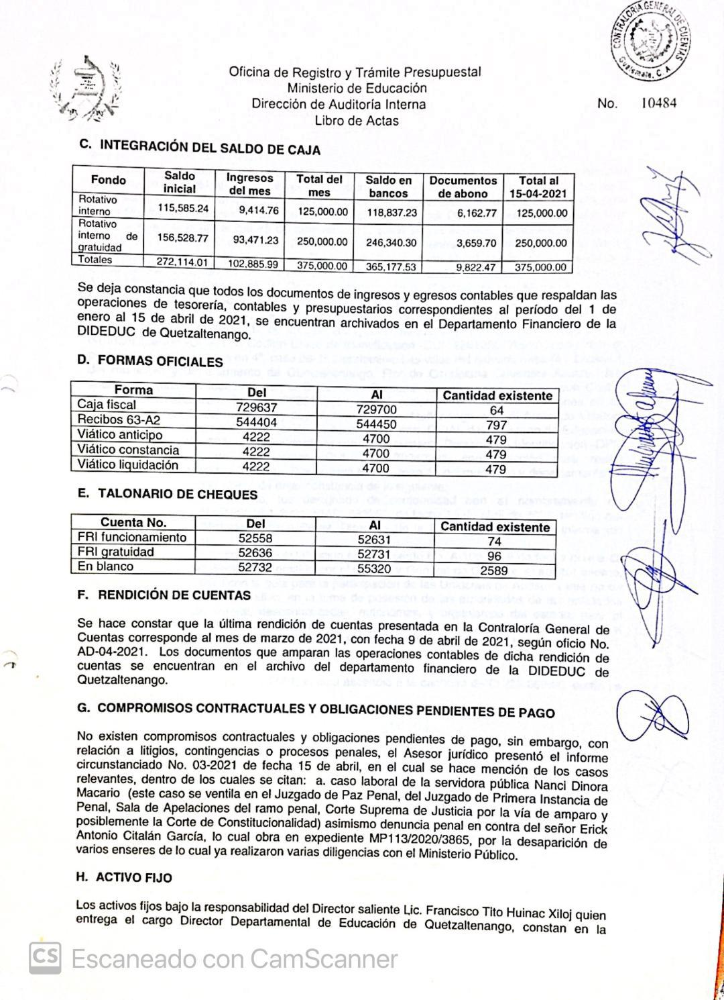 CONTRALORÍA GENERAL DE CUENTAS
Guatemala, C. A.
Oficina de Registro y Trámite Presupuestal
Ministerio de Educación
Dirección de Auditoría Interna
Libro de Actas
No. 10484
C. INTEGRACIÓN DEL SALDO DE CAJA
Fondo Saldo inicial Ingresos del mes Total del mes Saldo en bancos Documentos de abono Total al 15-04-2021
Rotativo interno 115,585.24 9,414.76 125,000.00 118,837.23 6,162.77 125,000.00
Rotativo interno de gratuidad 156,528.77 93,471.23 250,000.00 246,340.30 3,659.70 250,000.00
Totales 272,114.01 102,885.99 375,000.00 365,177.53 9,822.47 375,000.00
Se deja constancia que todos los documentos de ingresos y egresos contables que respaldan las
operaciones de tesorería, contables y presupuestarios correspondientes al período del 1 de
enero al 15 de abril de 2021, se encuentran archivados en el Departamento Financiero de la
DIDEDUC de Quetzaltenango.
D. FORMAS OFICIALES
Forma Del Al Cantidad existente
Caja fiscal 729637 729700 64
Recibos 63-A2 544404 544450 797
Viático anticipo 4222 4700 479
Viático constancia 4222 4700 479
Viático liquidación 4222 4700 479
E. TALONARIO DE CHEQUES
Cuenta No. Del Al Cantidad existente
FRI funcionamiento 52558 52631 74
FRI gratuidad 52636 52731 96
En blanco 52732 55320 2589
F. RENDICIÓN DE CUENTAS
Se hace constar que la última rendición de cuentas presentada en la Contraloría General de
Cuentas corresponde al mes de marzo de 2021, con fecha 9 de abril de 2021, según oficio No.
AD-04-2021. Los documentos que amparan las operaciones contables de dicha rendición de
cuentas se encuentran en el archivo del departamento financiero de la DIDEDUC de
Quetzaltenango.
G. COMPROMISOS CONTRACTUALES Y OBLIGACIONES PENDIENTES DE PAGO
No existen compromisos contractuales y obligaciones pendientes de pago, sin embargo, con
relación a litigios, contingencias o procesos penales, el Asesor jurídico presentó el informe
circunstanciado No. 03-2021 de fecha 15 de abril, en el cual se hace mención de los casos
relevantes, dentro de los cuales se citan: a. caso laboral de la servidora pública Nanci Dinora
Macario (este caso se ventila en el Juzgado de Paz Penal, del Juzgado de Primera Instancia de
Penal, Sala de Apelaciones del ramo penal, Corte Suprema de Justicia por la vía de amparo y
posiblemente la Corte de Constitucionalidad) asimismo denuncia penal en contra del señor Erick
Antonio Citalán García, lo cual obra en expediente MP113/2020/3865, por la desaparición de
varios enseres de lo cual ya realizaron varias diligencias con el Ministerio Público.
H. ACTIVO FIJO
Los activos fijos bajo la responsabilidad del Director saliente Lic. Francisco Tito Huinac Xiloj quien
entrega el cargo Director Departamental de Educación de Quetzaltenango, constan en la
CS Escaneado con CamScanner